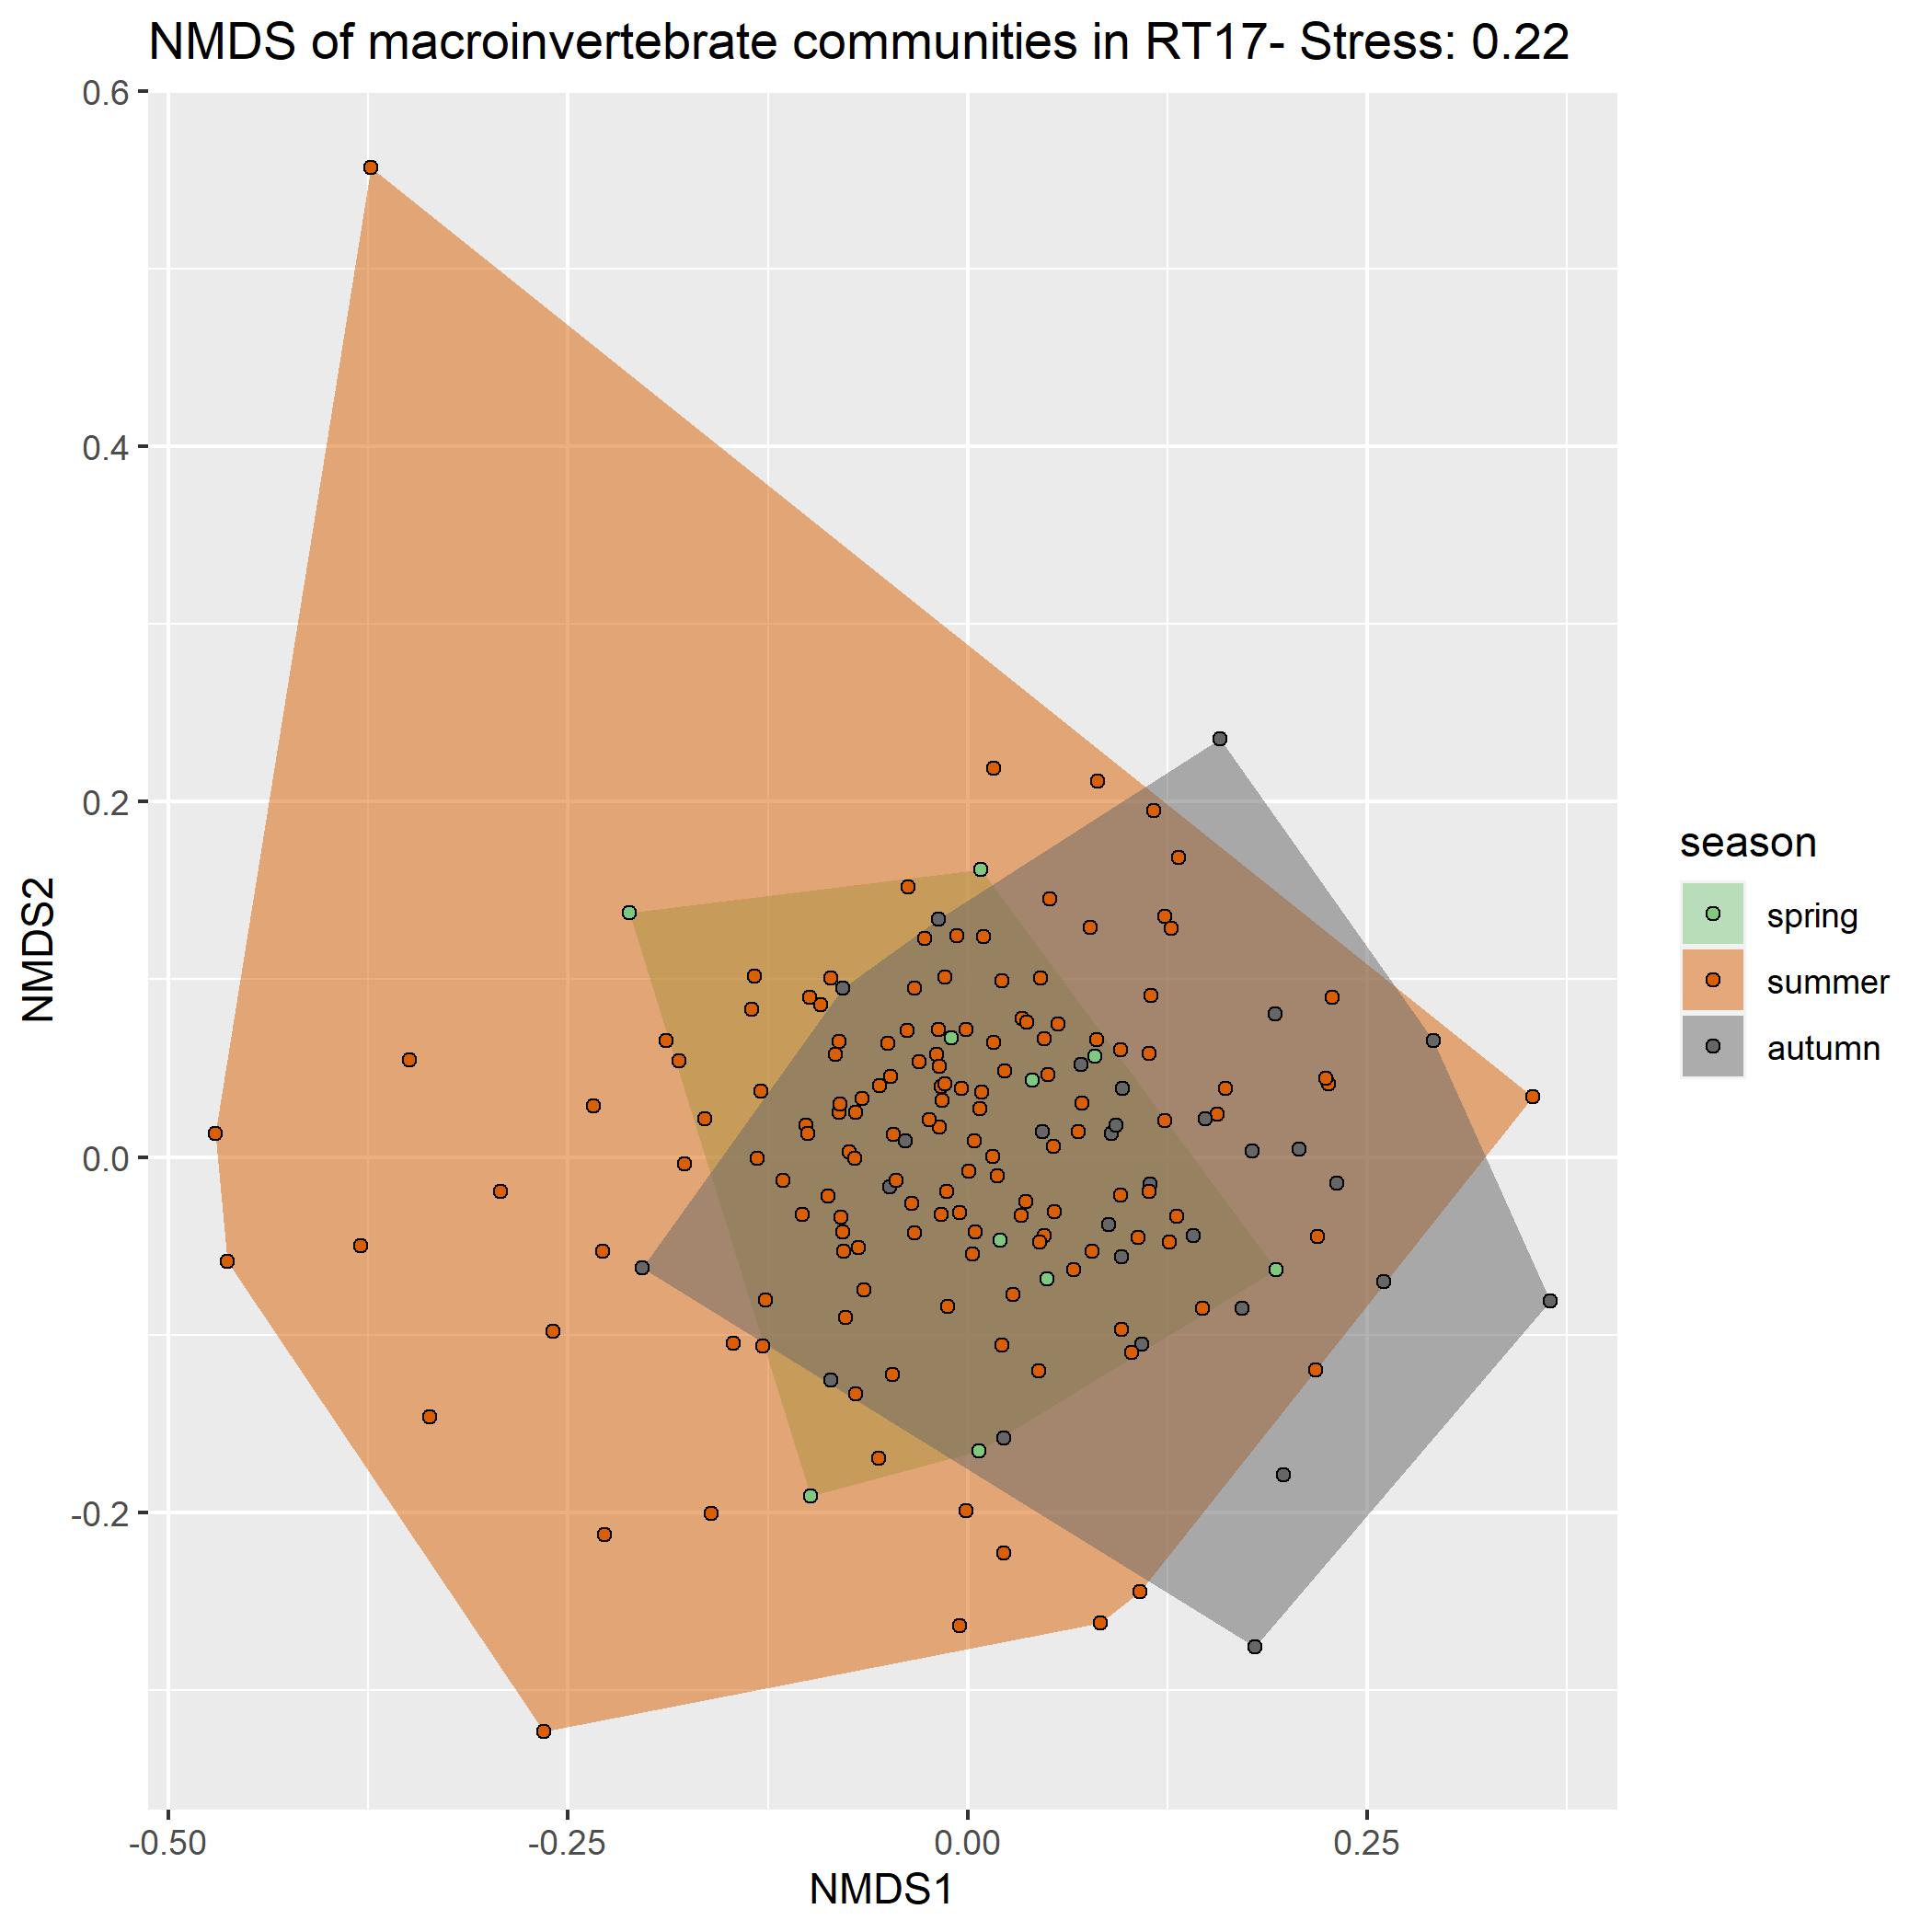 NMDS of macroinvertebrate communities in RT17- Stress: 0.22
0.6
0.4
0.2
0.0
-0.2
NMDS2
-0.50 -0.25 0.00 0.25
NMDS1
season
spring
summer
autumn